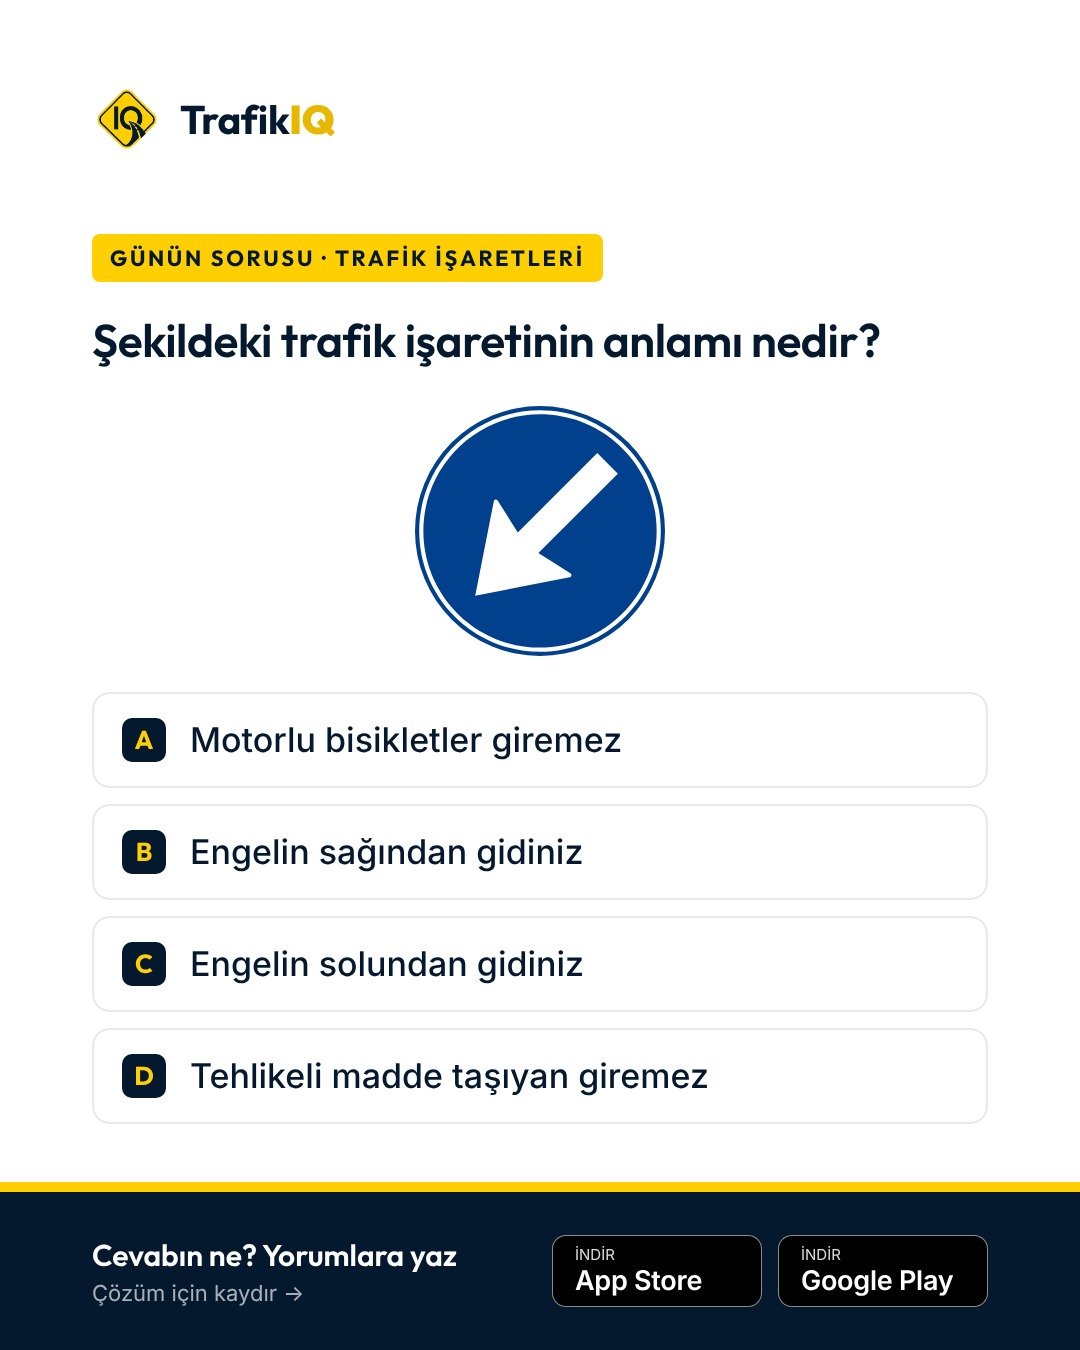 IQ
TrafikIQ
GÜNÜN SORUSU · TRAFİK İŞARETLERİ
Şekildeki trafik işaretinin anlamı nedir?
A Motorlu bisikletler giremez
B Engelin sağından gidiniz
C Engelin solundan gidiniz
D Tehlikeli madde taşıyan giremez
Cevabın ne? Yorumlara yaz
Çözüm için kaydır →
İNDİR
App Store
İNDİR
Google Play